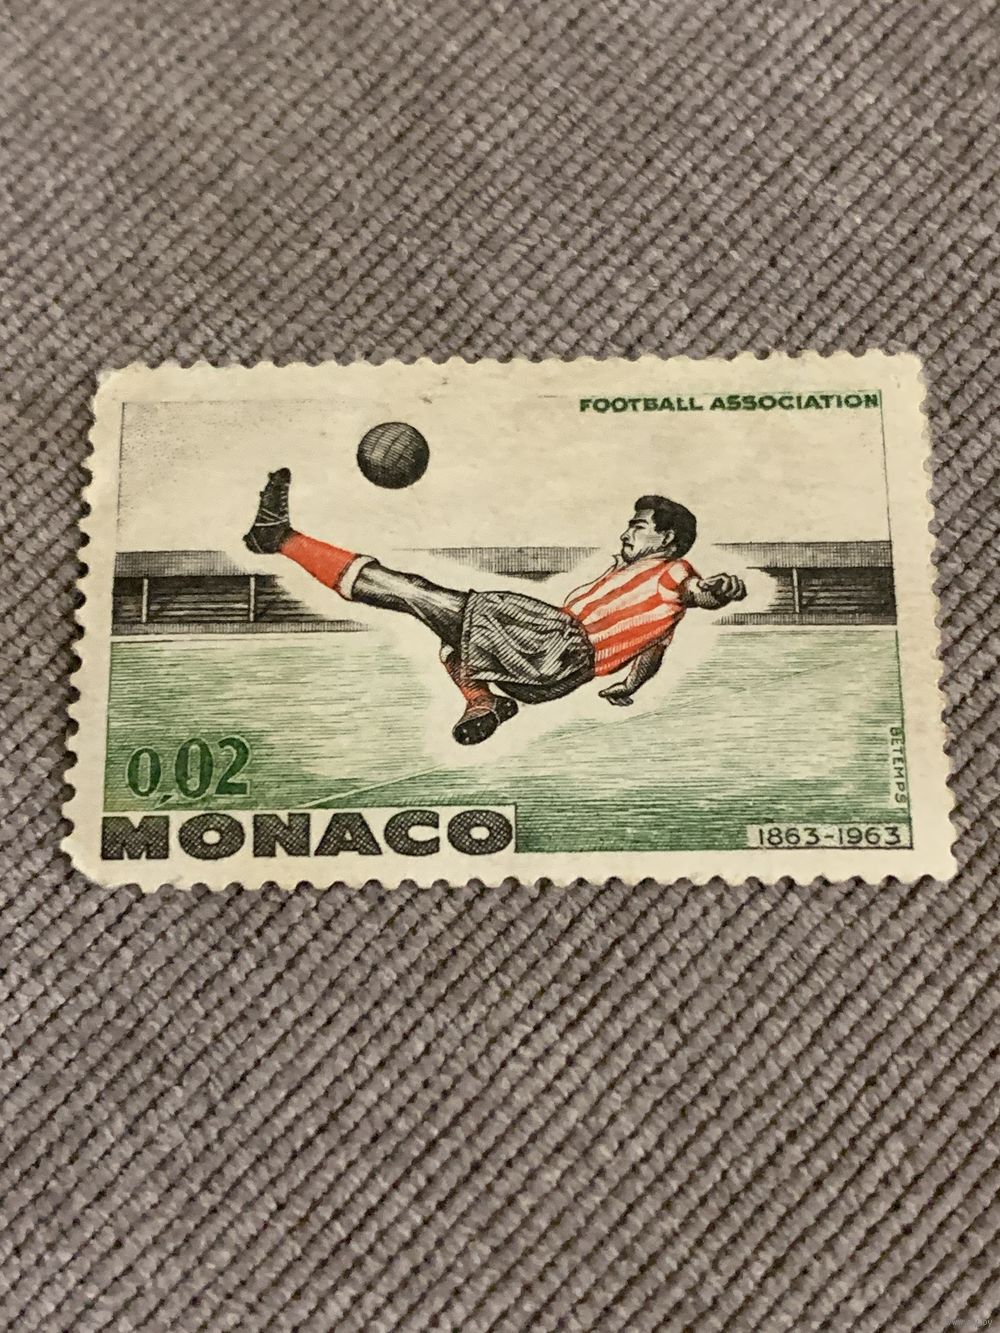 FOOTBALL ASSOCIATION
0,02
MONACO
BETEMPS
1863-1963